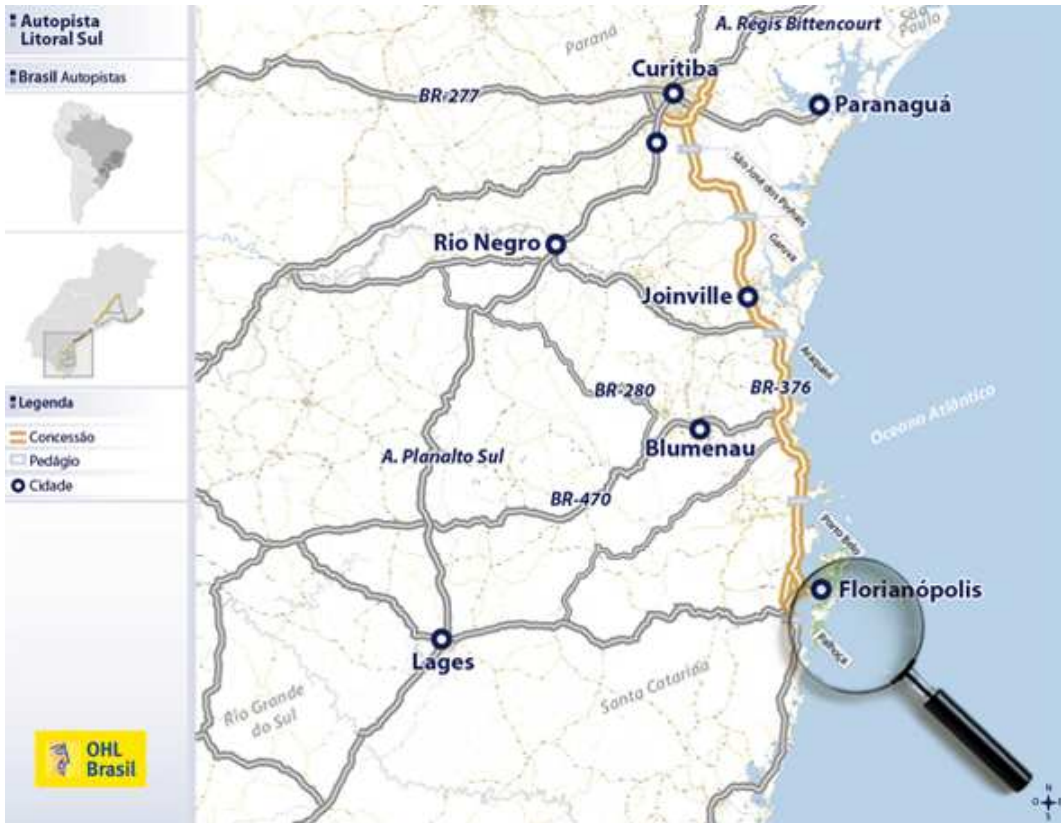 Autopista
Litoral Sul
Brasil Autopistas
Legenda
Concessão
Pedágio
Cidade
OHL
Brasil
A. Régis Bittencourt
São
Paulo
Paraná
Curitiba
BR-277
Paranaguá
São José dos Pinhais
Garuva
Rio Negro
Joinville
Araquari
BR-280
BR-376
Oceano Atlântico
Blumenau
A. Planalto Sul
BR-470
Porto Belo
Florianópolis
Palhoça
Lages
Santa Catarina
Rio Grande
do Sul
N
O
E
S